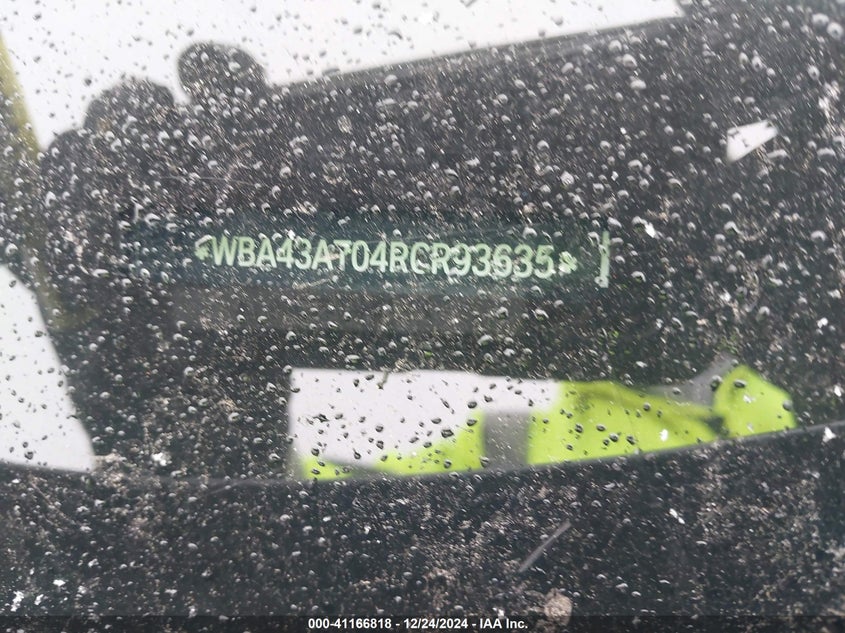 *WBA43AT04RCR93635*
000-41166818 - 12/24/2024 - IAA Inc.